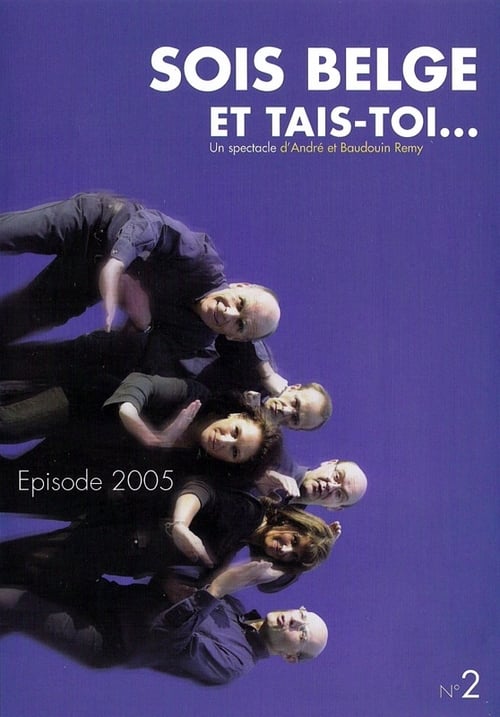 SOIS BELGE
ET TAIS-TOI...
Un spectacle d'André et Baudouin Remy
Episode 2005
N° 2